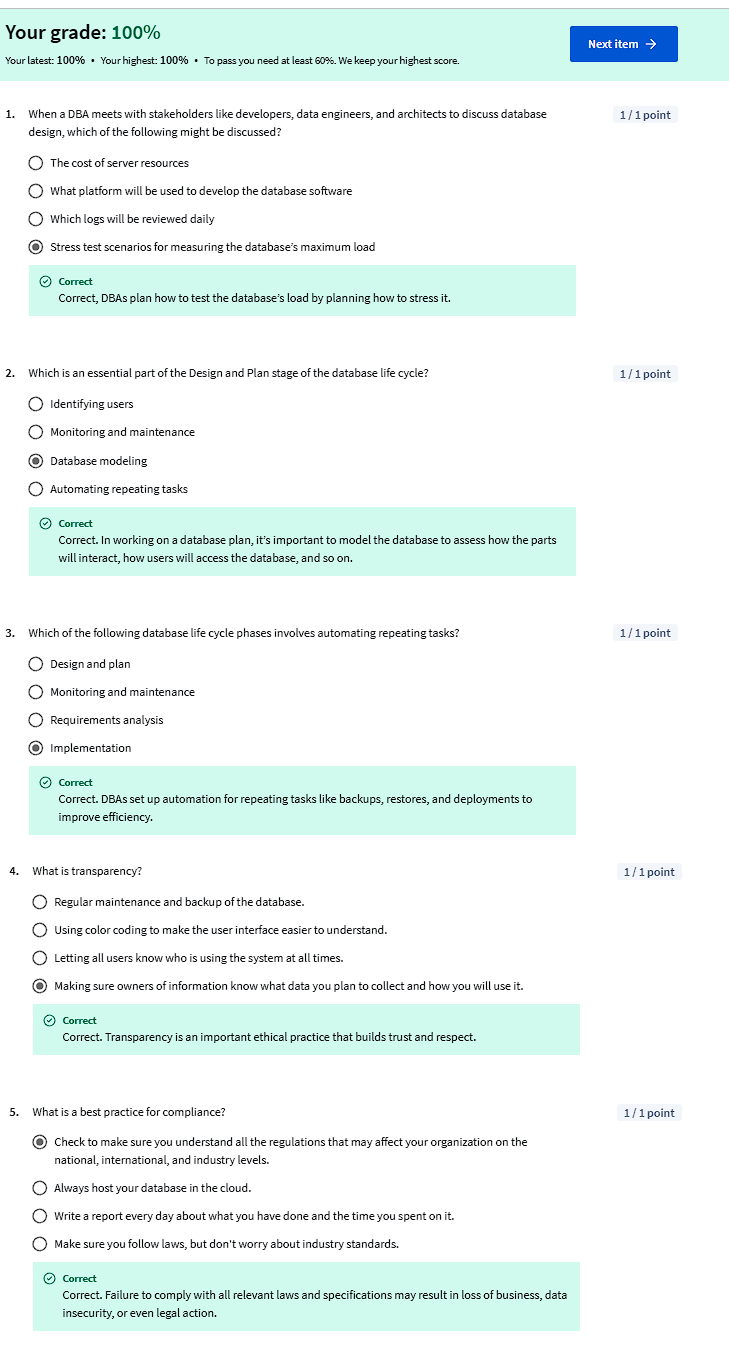 Your grade: 100%
Next item →
Your latest: 100% • Your highest: 100% • To pass you need at least 60%. We keep your highest score.
1. When a DBA meets with stakeholders like developers, data engineers, and architects to discuss database
design, which of the following might be discussed?
1 / 1 point
The cost of server resources
What platform will be used to develop the database software
Which logs will be reviewed daily
Stress test scenarios for measuring the database's maximum load
Correct
Correct, DBAs plan how to test the database's load by planning how to stress it.
2. Which is an essential part of the Design and Plan stage of the database life cycle?
1 / 1 point
Identifying users
Monitoring and maintenance
Database modeling
Automating repeating tasks
Correct
Correct. In working on a database plan, it's important to model the database to assess how the parts
will interact, how users will access the database, and so on.
3. Which of the following database life cycle phases involves automating repeating tasks?
1 / 1 point
Design and plan
Monitoring and maintenance
Requirements analysis
Implementation
Correct
Correct. DBAs set up automation for repeating tasks like backups, restores, and deployments to
improve efficiency.
4. What is transparency?
1 / 1 point
Regular maintenance and backup of the database.
Using color coding to make the user interface easier to understand.
Letting all users know who is using the system at all times.
Making sure owners of information know what data you plan to collect and how you will use it.
Correct
Correct. Transparency is an important ethical practice that builds trust and respect.
5. What is a best practice for compliance?
1 / 1 point
Check to make sure you understand all the regulations that may affect your organization on the
national, international, and industry levels.
Always host your database in the cloud.
Write a report every day about what you have done and the time you spent on it.
Make sure you follow laws, but don't worry about industry standards.
Correct
Correct. Failure to comply with all relevant laws and specifications may result in loss of business, data
insecurity, or even legal action.